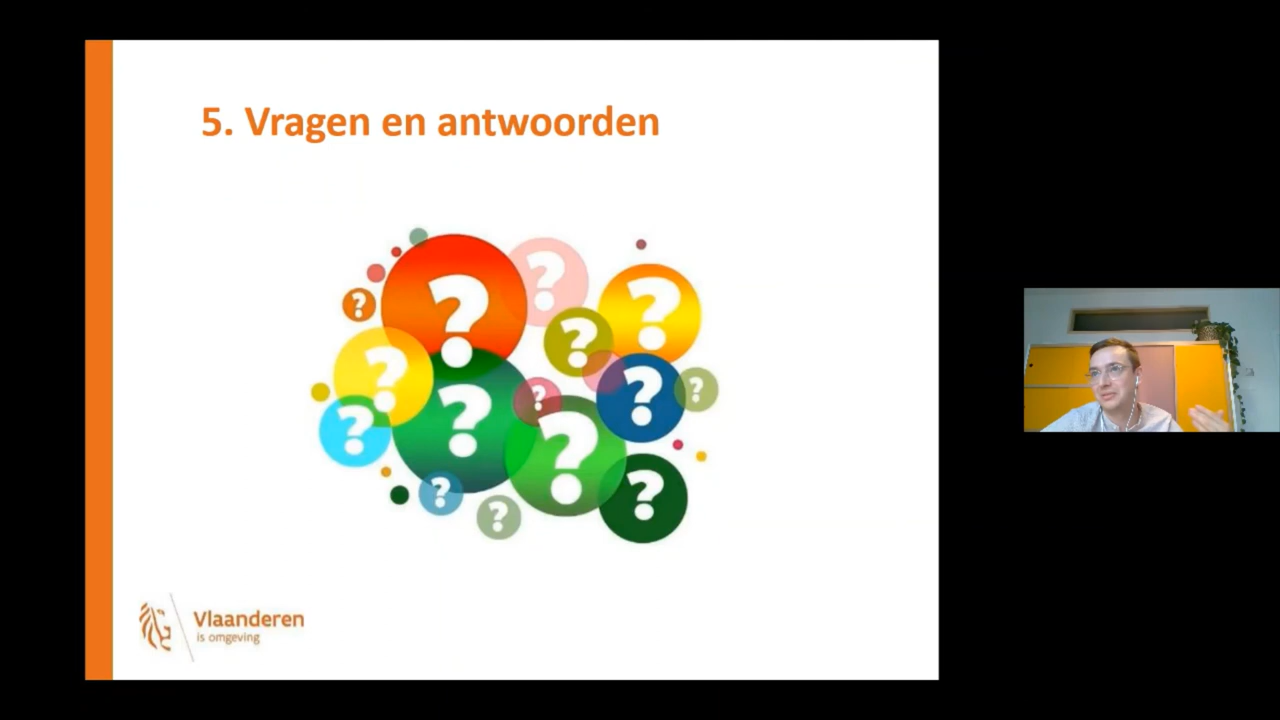 5. Vragen en antwoorden
? ? ? ? ? ? ? ? ? ? ? ? ? ?
Vlaanderen
is omgeving